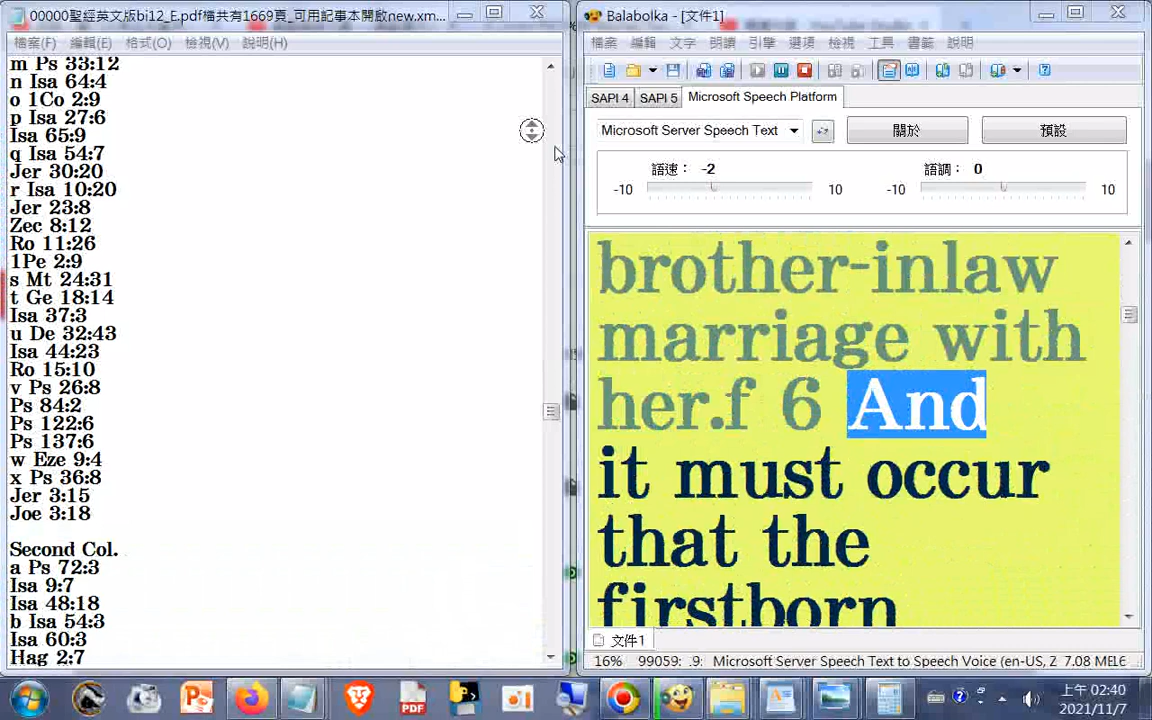 00000聖經英文版bi12_E.pdf檔共有1669頁_可用記事本開啟new.xm...
檔案(F) 編輯(E) 格式(O) 檢視(V) 說明(H)
m Ps 33:12
n Isa 64:4
o 1Co 2:9
p Isa 27:6
Isa 65:9
q Isa 54:7
Jer 30:20
r Isa 10:20
Jer 23:8
Zec 8:12
Ro 11:26
1Pe 2:9
s Mt 24:31
t Ge 18:14
Isa 37:3
u De 32:43
Isa 44:23
Ro 15:10
v Ps 26:8
Ps 84:2
Ps 122:6
Ps 137:6
w Eze 9:4
x Ps 36:8
Jer 3:15
Joe 3:18
Second Col.
a Ps 72:3
Isa 9:7
Isa 48:18
b Isa 54:3
Isa 60:3
Hag 2:7
Balabolka - [文件1]
檔案 編輯 文字 朗讀 引擎 選項 檢視 工具 書籤 說明
SAPI 4 SAPI 5 Microsoft Speech Platform
Microsoft Server Speech Text 關於 預設
語速： -2 語調： 0
-10 10 -10 10
brother-inlaw
marriage with
her.f 6 And
it must occur
that the
firstborn
文件1
16% 99059: .9: Microsoft Server Speech Text to Speech Voice (en-US, 2 7.08 ME
上午 02:40
2021/11/7